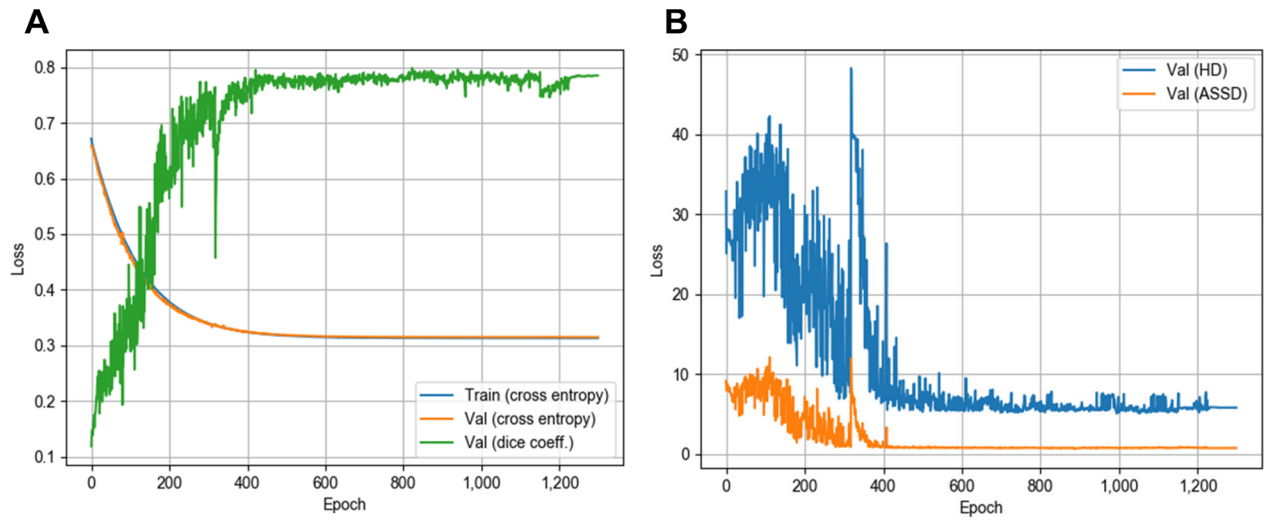 A
0.8
0.7
0.6
0.5
0.4
0.3
0.2
0.1
Loss
0 200 400 600 800 1,000 1,200
Epoch
Train (cross entropy)
Val (cross entropy)
Val (dice coeff.)
B
50
40
30
20
10
0
Loss
0 200 400 600 800 1,000 1,200
Epoch
Val (HD)
Val (ASSD)